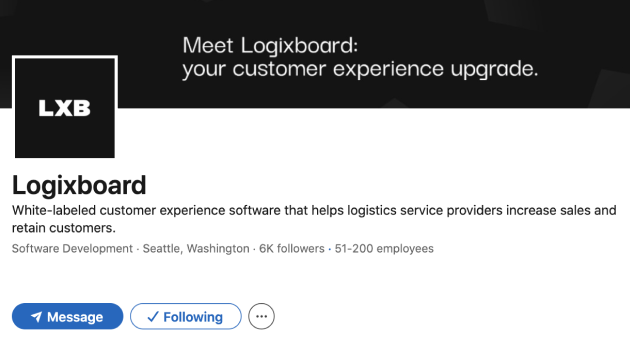 Meet Logixboard:
your customer experience upgrade.
LXB
Logixboard
White-labeled customer experience software that helps logistics service providers increase sales and
retain customers.
Software Development · Seattle, Washington · 6K followers · 51-200 employees
Message
Following